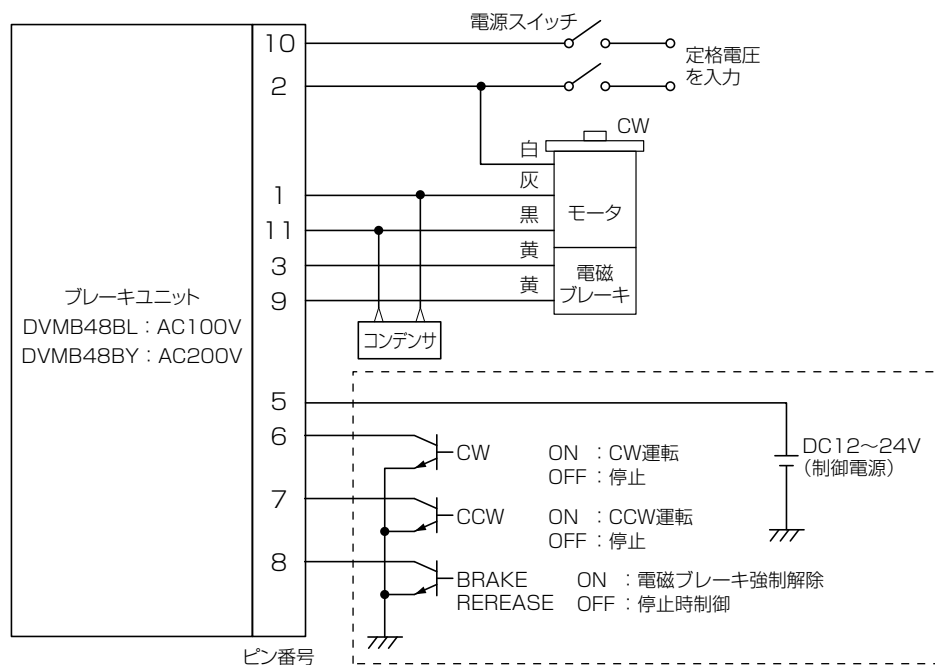 電源スイッチ
10
定格電圧
を入力
2
CW
白
灰
1
黒
モータ
11
黄
3
電磁
ブレーキ
黄
9
ブレーキユニット
DVMB48BL：AC100V
DVMB48BY：AC200V
コンデンサ
5
6
DC12～24V
（制御電源）
CW
ON ：CW運転
OFF：停止
7
CCW
ON ：CCW運転
OFF：停止
8
BRAKE
REREASE
ON ：電磁ブレーキ強制解除
OFF：停止時制御
ピン番号